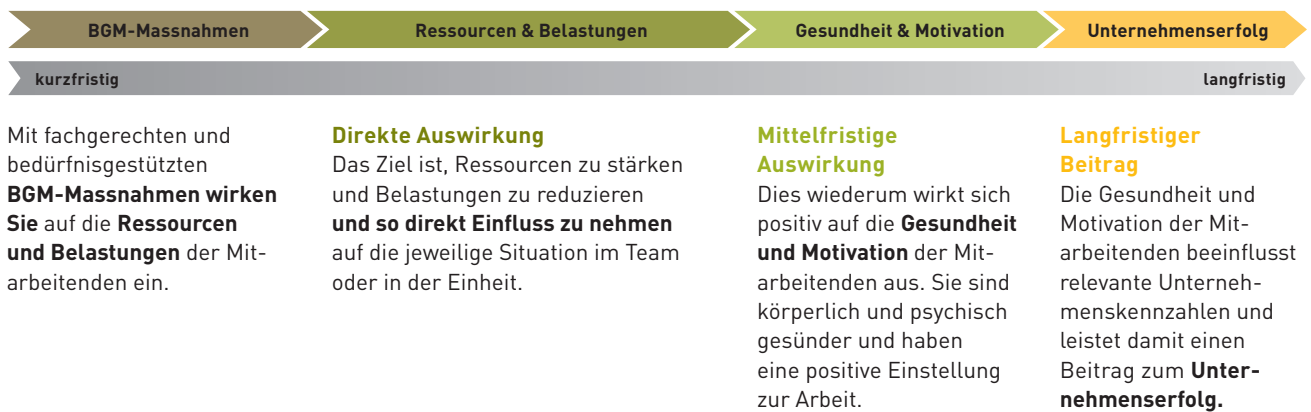 BGM-Massnahmen
Ressourcen & Belastungen
Gesundheit & Motivation
Unternehmenserfolg
kurzfristig
langfristig
Mit fachgerechten und
bedürfnisgestützten
BGM-Massnahmen wirken
Sie auf die Ressourcen
und Belastungen der Mit-
arbeitenden ein.
Direkte Auswirkung
Das Ziel ist, Ressourcen zu stärken
und Belastungen zu reduzieren
und so direkt Einfluss zu nehmen
auf die jeweilige Situation im Team
oder in der Einheit.
Mittelfristige
Auswirkung
Dies wiederum wirkt sich
positiv auf die Gesundheit
und Motivation der Mit-
arbeitenden aus. Sie sind
körperlich und psychisch
gesünder und haben
eine positive Einstellung
zur Arbeit.
Langfristiger
Beitrag
Die Gesundheit und
Motivation der Mit-
arbeitenden beeinflusst
relevante Unterneh-
menskennzahlen und
leistet damit einen
Beitrag zum Unter-
nehmenserfolg.